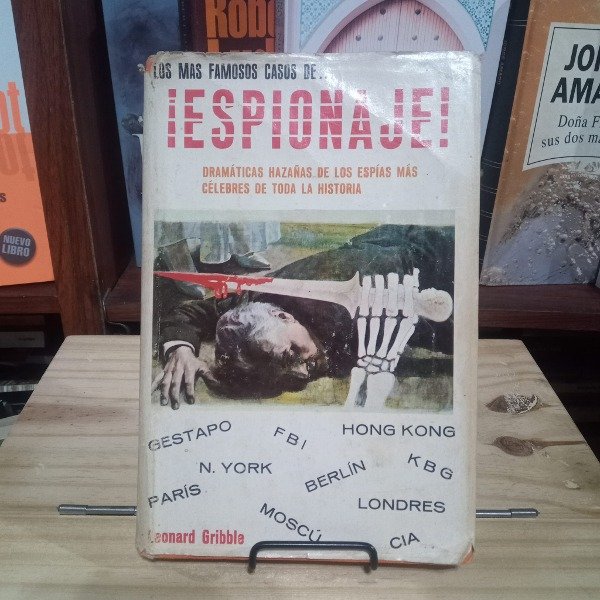 LOS MAS FAMOSOS CASOS DE...
¡ESPIONAJE!
DRAMÁTICAS HAZAÑAS DE LOS ESPÍAS MÁS
CÉLEBRES DE TODA LA HISTORIA
GESTAPO
FBI
HONG KONG
N. YORK
BERLÍN
KBG
PARÍS
MOSCÚ
LONDRES
CIA
Leonard Gribble
NUEVO
LIBRO
Doña F
sus dos ma